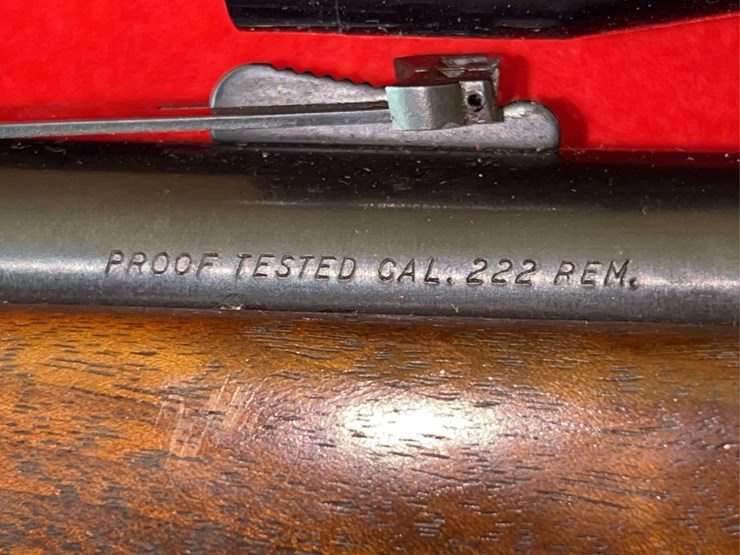 PROOF TESTED CAL. 222 REM.